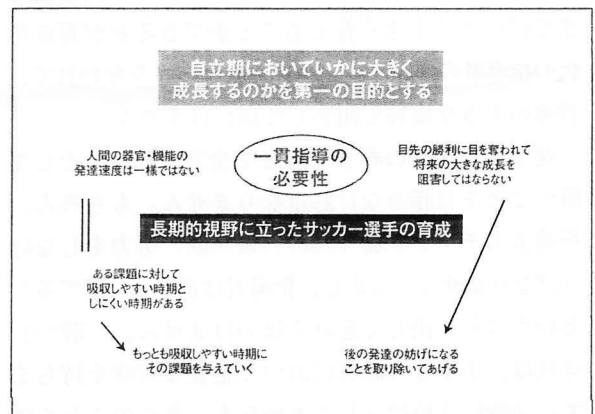 自立期においていかに大きく
成長するのかを第一の目的とする
人間の器官・機能の
発達速度は一様ではない
一貫指導の
必要性
目先の勝利に目を奪われて
将来の大きな成長を
阻害してはならない
長期的視野に立ったサッカー選手の育成
ある課題に対して
吸収しやすい時期と
しにくい時期がある
もっとも吸収しやすい時期に
その課題を与えていく
後の発達の妨げになる
ことを取り除いてあげる